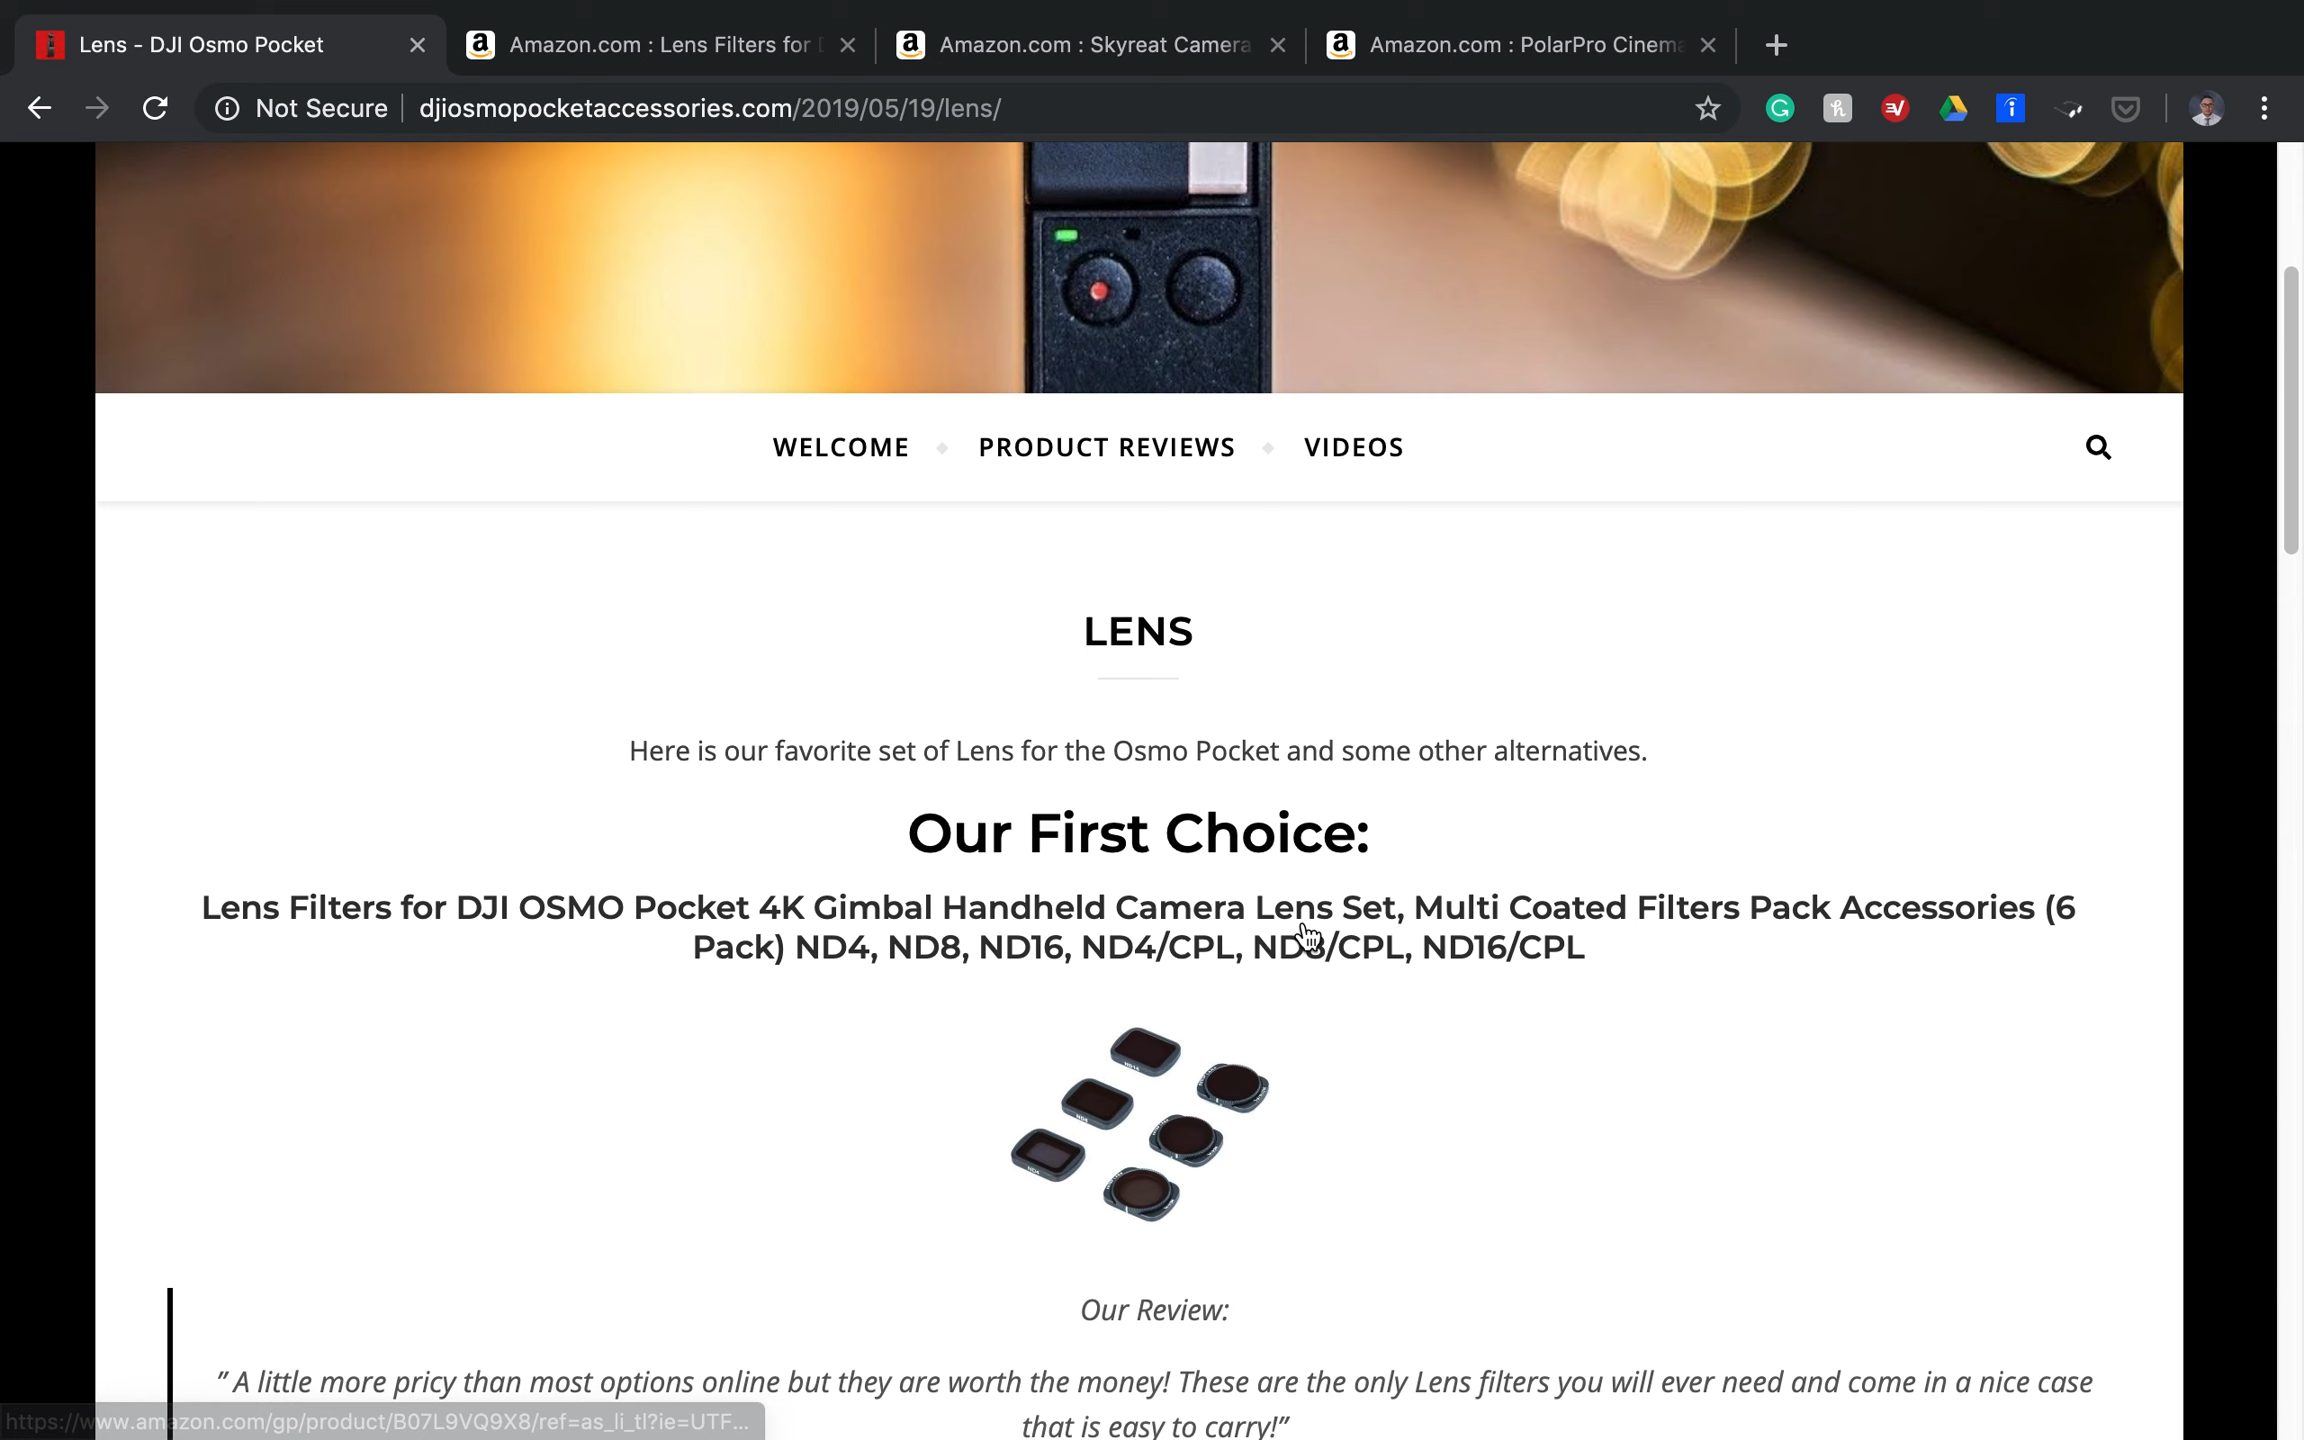 Lens - DJI Osmo Pocket
Amazon.com : Lens Filters for
Amazon.com : Skyreat Camera
Amazon.com : PolarPro Cinema
Not Secure
djiosmopocketaccessories.com/2019/05/19/lens/
WELCOME
PRODUCT REVIEWS
VIDEOS
LENS
Here is our favorite set of Lens for the Osmo Pocket and some other alternatives.
Our First Choice:
Lens Filters for DJI OSMO Pocket 4K Gimbal Handheld Camera Lens Set, Multi Coated Filters Pack Accessories (6
Pack) ND4, ND8, ND16, ND4/CPL, ND8/CPL, ND16/CPL
Our Review:
” A little more pricy than most options online but they are worth the money! These are the only Lens filters you will ever need and come in a nice case
that is easy to carry!”
https://www.amazon.com/gp/product/B07L9VQ9X8/ref=as_li_tl?ie=UTF...